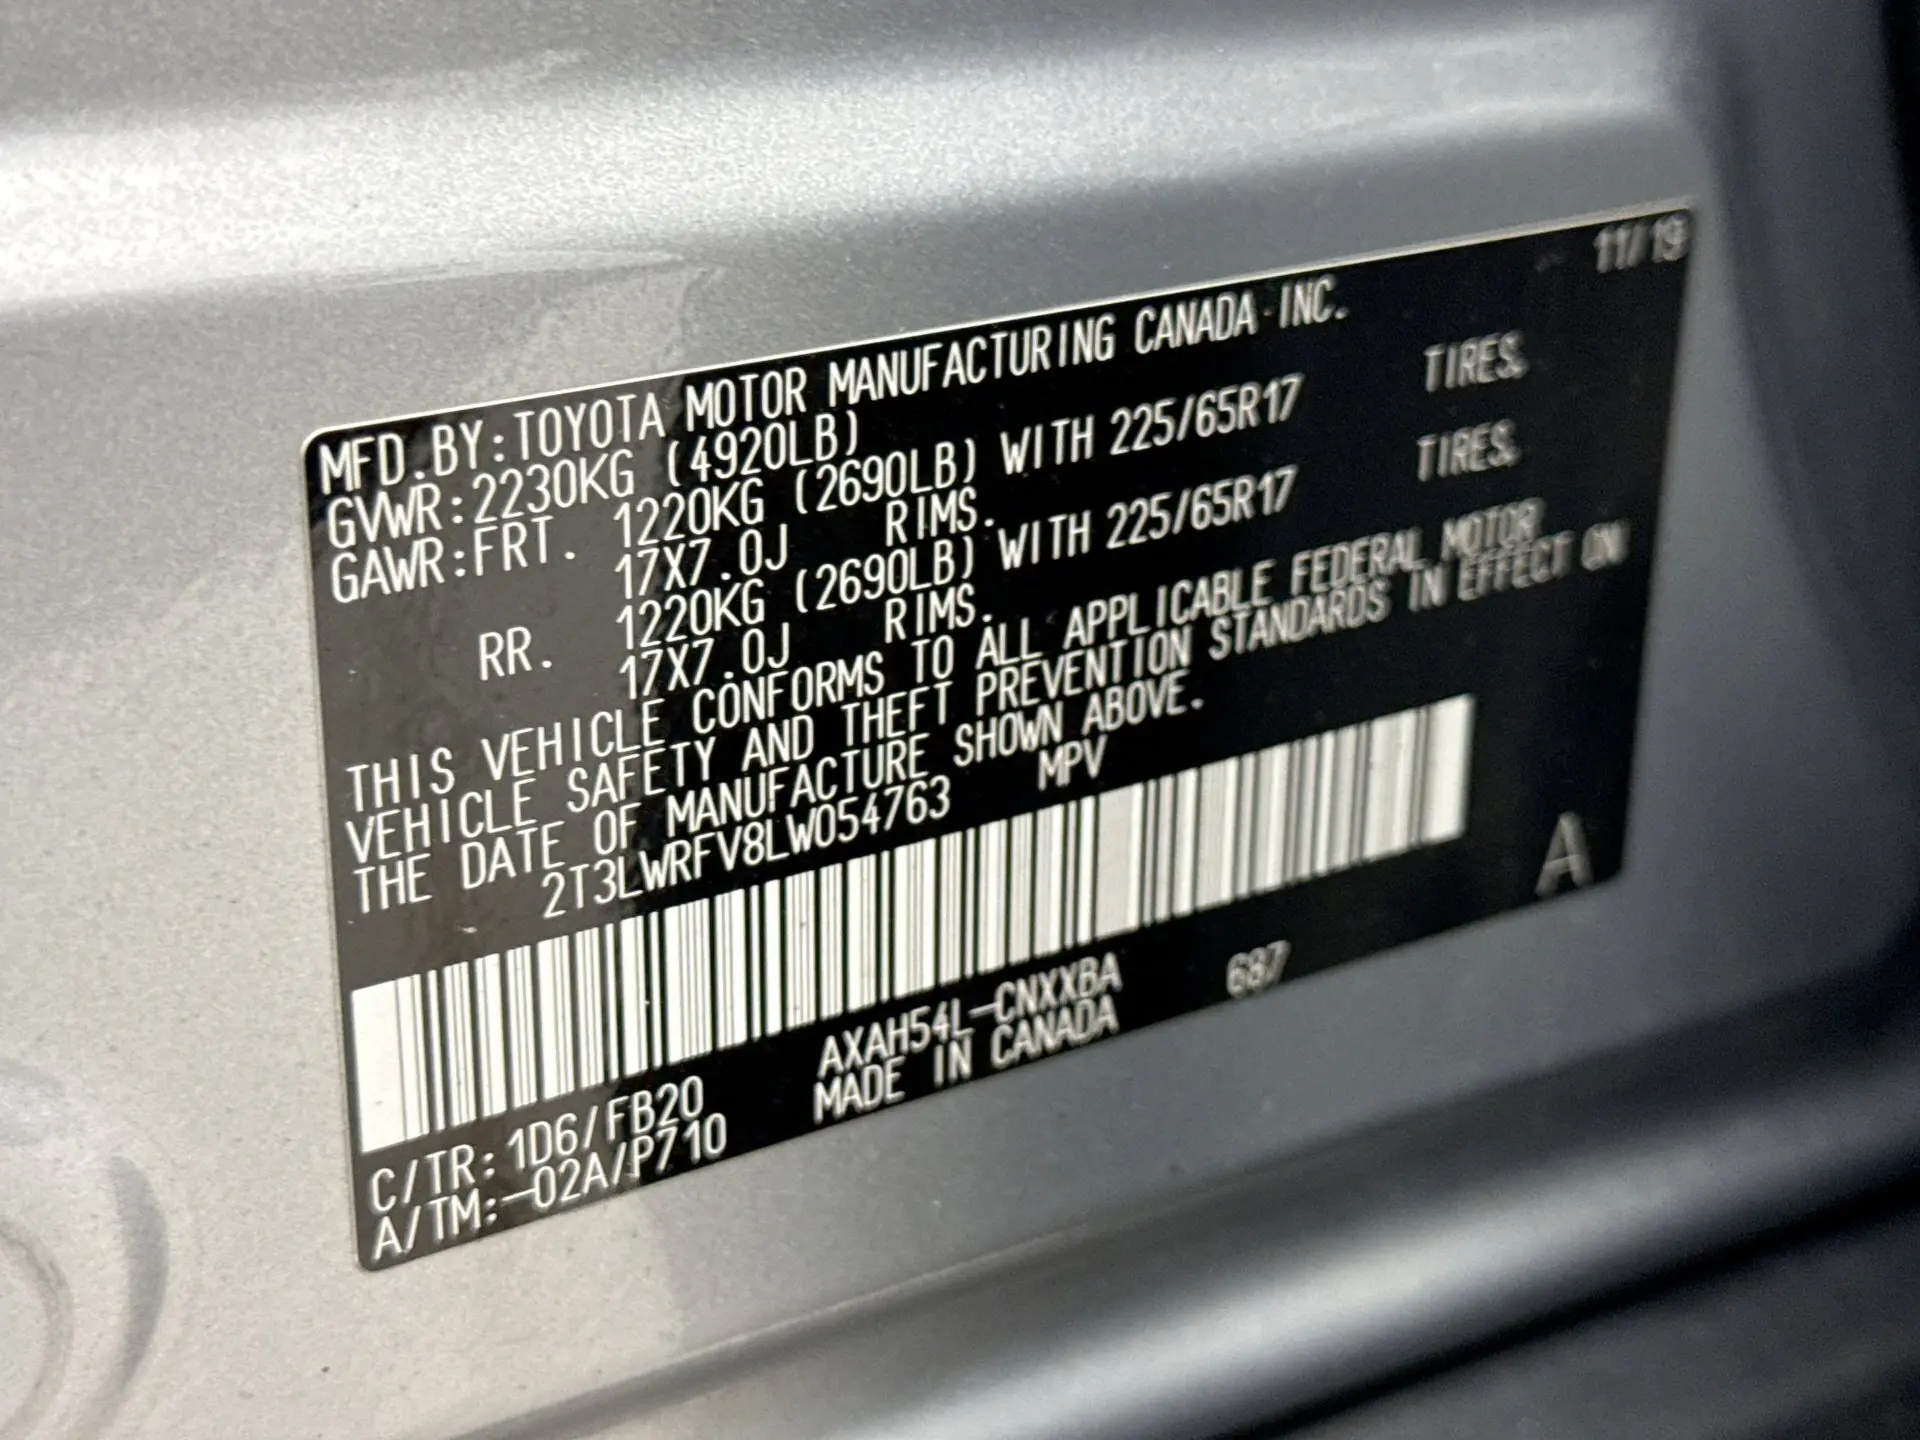 11/19
MFD.BY:TOYOTA MOTOR MANUFACTURING CANADA INC.
GVWR:2230KG (4920LB)
GAWR:FRT. 1220KG (2690LB) WITH 225/65R17 TIRES,
17X7.0J RIMS.
RR. 1220KG (2690LB) WITH 225/65R17 TIRES,
17X7.0J RIMS.
THIS VEHICLE CONFORMS TO ALL APPLICABLE FEDERAL MOTOR
VEHICLE SAFETY AND THEFT PREVENTION STANDARDS IN EFFECT ON
THE DATE OF MANUFACTURE SHOWN ABOVE.
2T3LWRFV8LW054763 MPV
A
AXAH54L-CNXXBA 687
C/TR:1D6/FB20 MADE IN CANADA
A/TM:-02A/P710